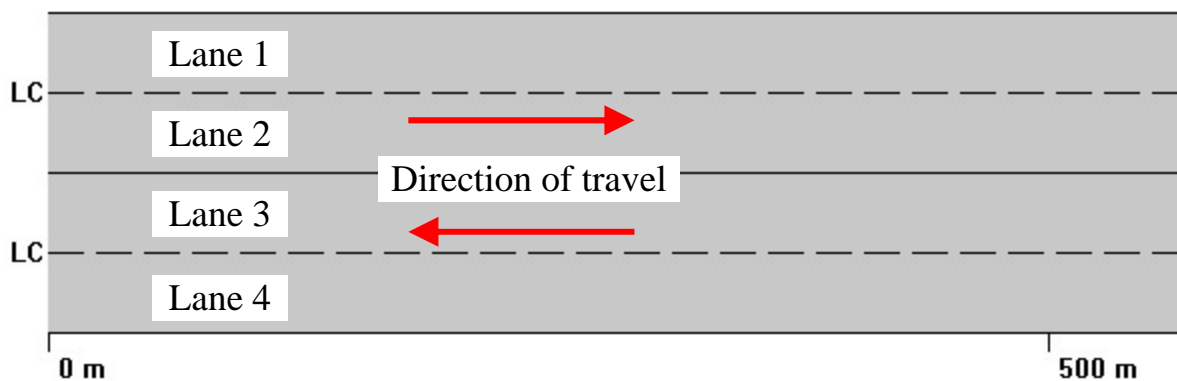 Lane 1
LC
Lane 2
Direction of travel
Lane 3
LC
Lane 4
0 m
500 m